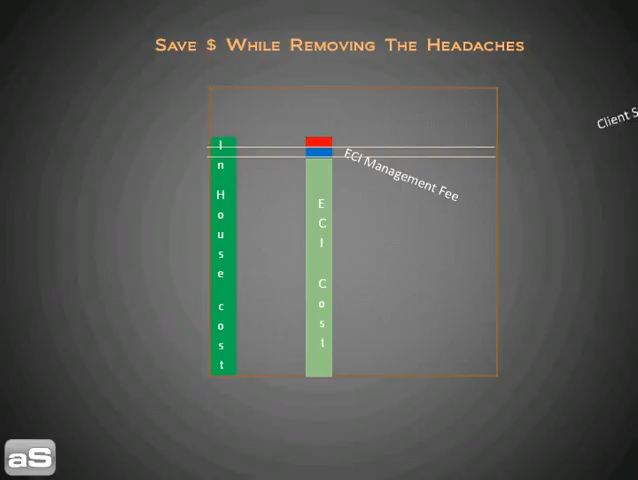 Save $ While Removing The Headaches
Client S
ECI Management Fee
In House cost
ECI Cost
aS